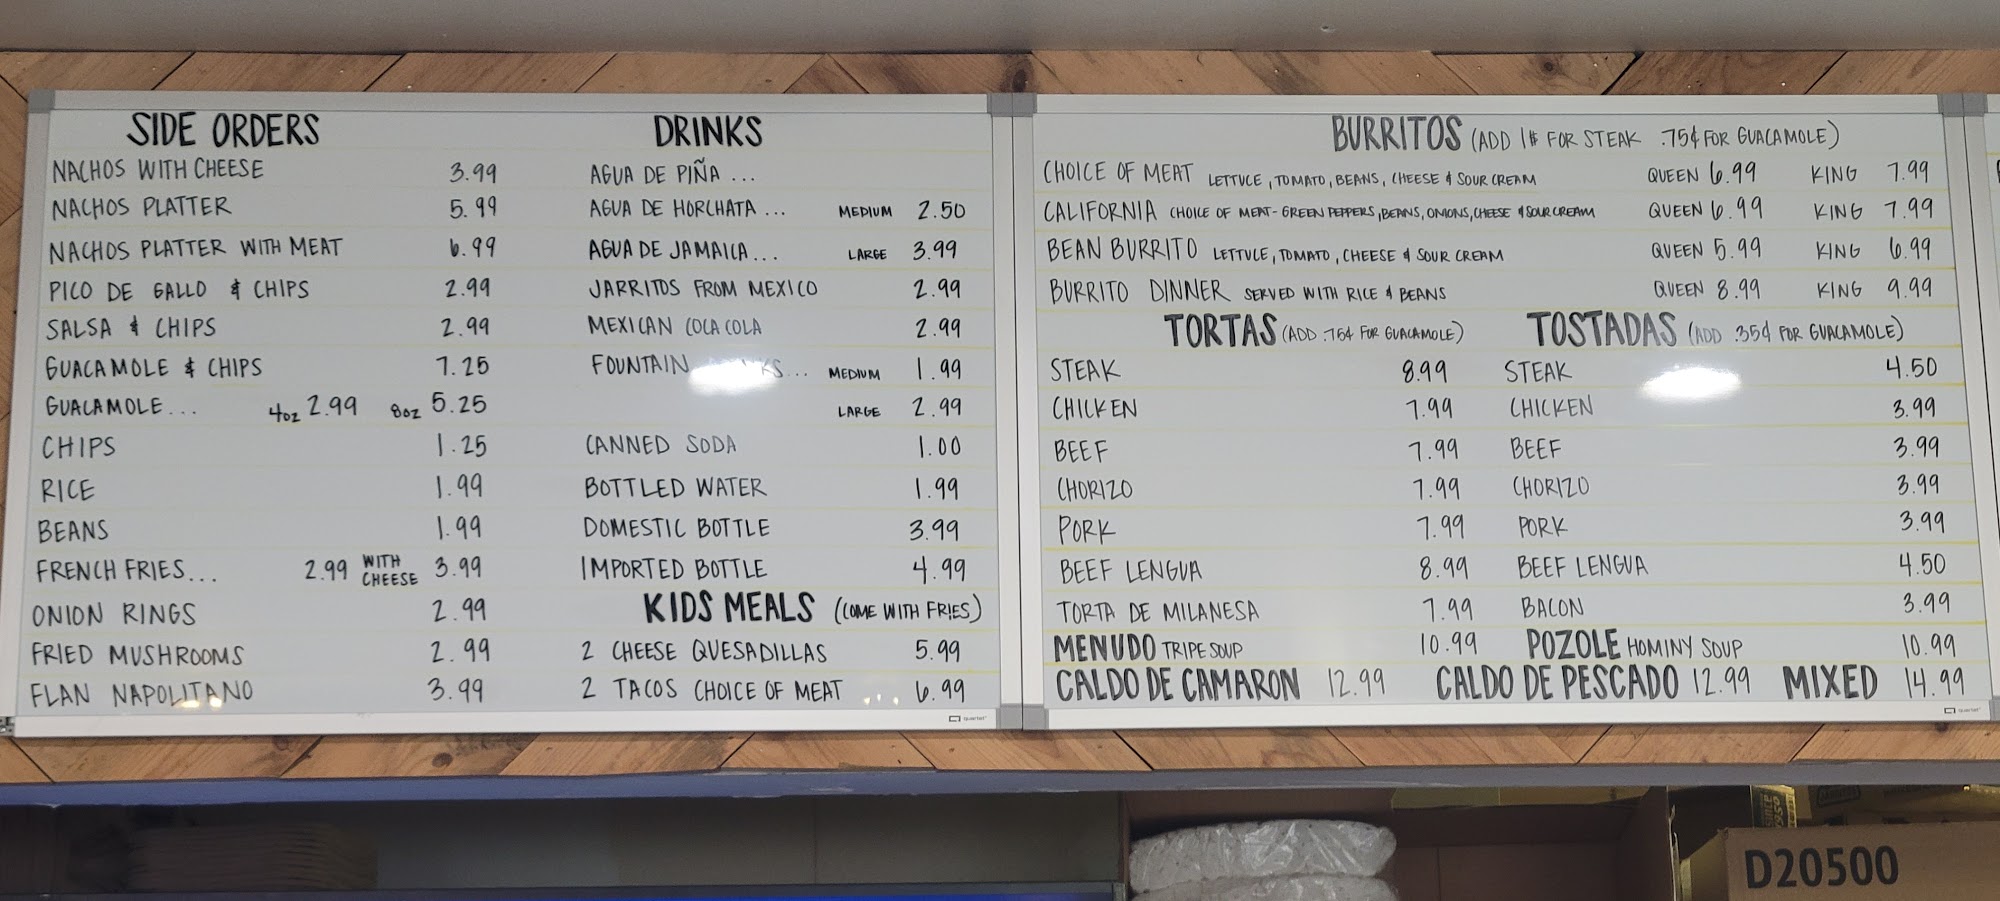 SIDE ORDERS
NACHOS WITH CHEESE 3.99
NACHOS PLATTER 5.99
NACHOS PLATTER WITH MEAT 6.99
PICO DE GALLO & CHIPS 2.99
SALSA & CHIPS 2.99
GUACAMOLE & CHIPS 7.25
GUACAMOLE... 4oz 2.99 8oz 5.25
CHIPS 1.25
RICE 1.99
BEANS 1.99
FRENCH FRIES... 2.99 WITH CHEESE 3.99
ONION RINGS 2.99
FRIED MUSHROOMS 2.99
FLAN NAPOLITANO 3.99
DRINKS
AGUA DE PIÑA ...
AGUA DE HORCHATA ... MEDIUM 2.50
AGUA DE JAMAICA... LARGE 3.99
JARRITOS FROM MEXICO 2.99
MEXICAN COCA COLA 2.99
FOUNTAIN ... MEDIUM 1.99
LARGE 2.99
CANNED SODA 1.00
BOTTLED WATER 1.99
DOMESTIC BOTTLE 3.99
IMPORTED BOTTLE 4.99
KIDS MEALS (COME WITH FRIES)
2 CHEESE QUESADILLAS 5.99
2 TACOS CHOICE OF MEAT ... 6.99
quartet
BURRITOS (ADD 1$ FOR STEAK .75¢ FOR GUACAMOLE)
CHOICE OF MEAT LETTUCE, TOMATO, BEANS, CHEESE & SOUR CREAM QUEEN 6.99 KING 7.99
CALIFORNIA CHOICE OF MEAT-GREEN PEPPERS, BEANS, ONIONS, CHEESE & SOUR CREAM QUEEN 6.99 KING 7.99
BEAN BURRITO LETTUCE, TOMATO, CHEESE & SOUR CREAM QUEEN 5.99 KING 6.99
BURRITO DINNER SERVED WITH RICE & BEANS QUEEN 8.99 KING 9.99
TORTAS (ADD .75¢ FOR GUACAMOLE)
STEAK 8.99
CHICKEN 7.99
BEEF 7.99
CHORIZO 7.99
PORK 7.99
BEEF LENGUA 8.99
TORTA DE MILANESA 7.99
TOSTADAS (ADD .35¢ FOR GUACAMOLE)
STEAK 4.50
CHICKEN 3.99
BEEF 3.99
CHORIZO 3.99
PORK 3.99
BEEF LENGUA 4.50
BACON 3.99
MENUDO TRIPE SOUP 10.99 POZOLE HOMINY SOUP 10.99
CALDO DE CAMARON 12.99 CALDO DE PESCADO 12.99 MIXED 14.99
quartet
D20500